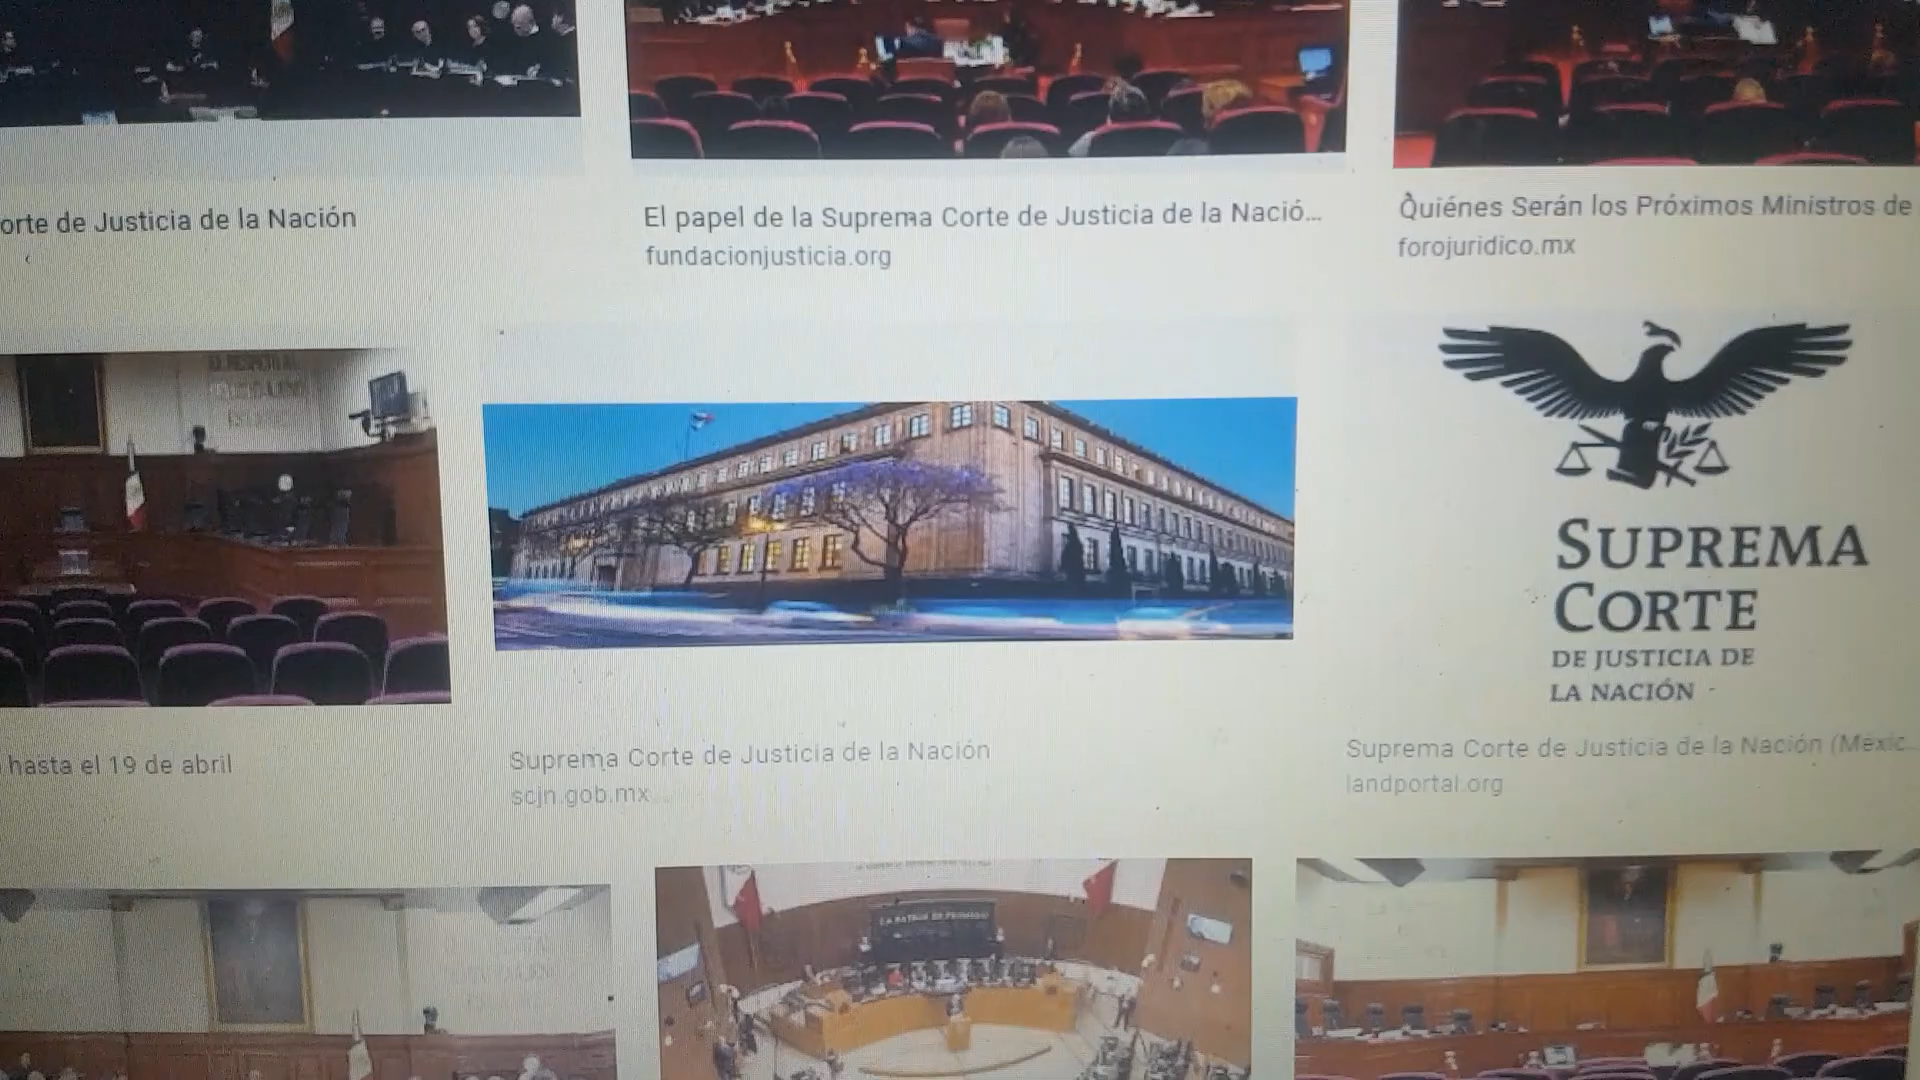 orte de Justicia de la Nación
El papel de la Suprema Corte de Justicia de la Nació...
fundacionjusticia.org
Quiénes Serán los Próximos Ministros de
forojuridico.mx
SUPREMA
CORTE
DE JUSTICIA DE
LA NACIÓN
hasta el 19 de abril
Suprema Corte de Justicia de la Nación
scjn.gob.mx
Suprema Corte de Justicia de la Nación (Méxic...
landportal.org